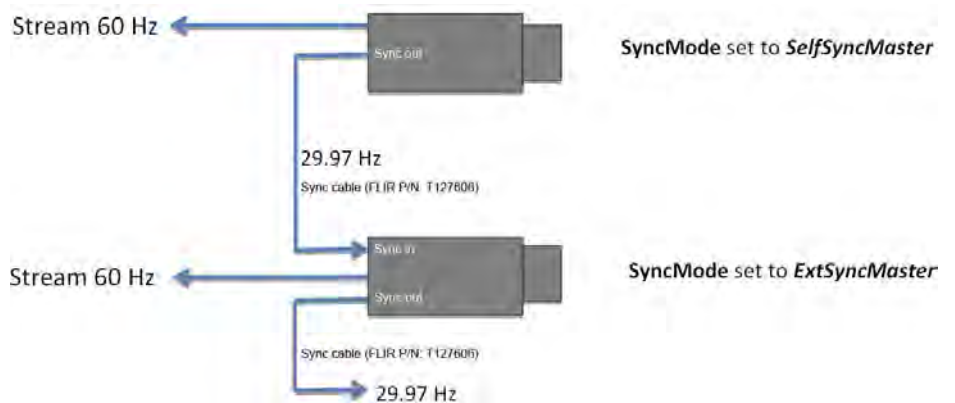 Stream 60 Hz
Sync out
SyncMode set to SelfSyncMaster
29.97 Hz
Sync cable (FLIR P/N: T127606)
Sync in
Stream 60 Hz
SyncMode set to ExtSyncMaster
Sync out
Sync cable (FLIR P/N: T127606)
29.97 Hz